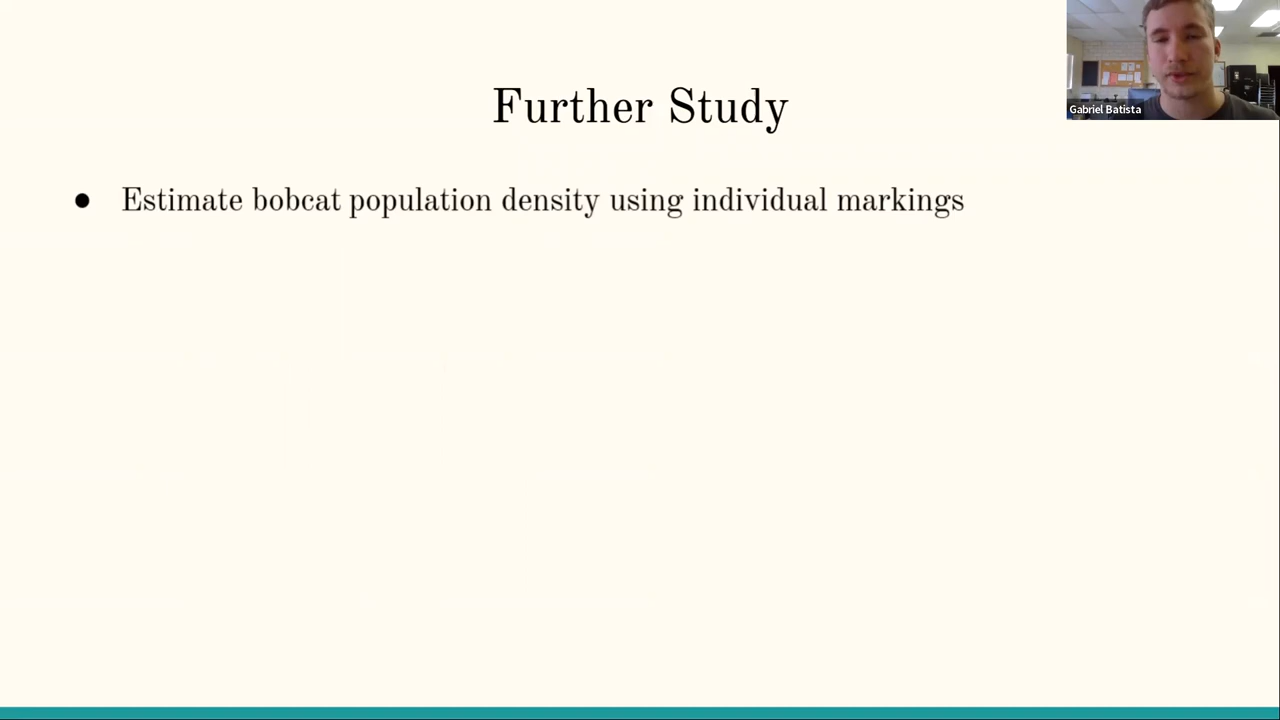 Further Study
● Estimate bobcat population density using individual markings
Gabriel Batista